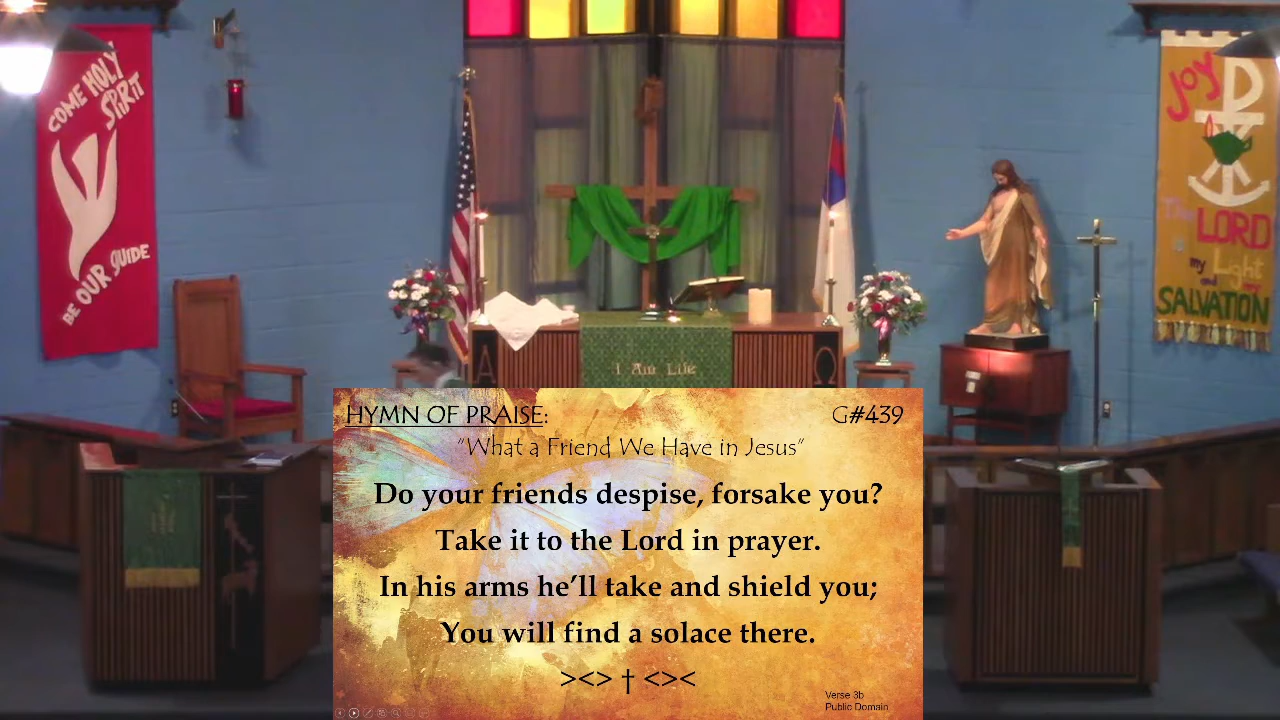 COME HOLY
SPIRIT
BE OUR GUIDE
JOY
The
LORD
my Light
and my
SALVATION
Α
I Am Life
Ω
HYMN OF PRAISE:
G#439
"What a Friend We Have in Jesus"
Do your friends despise, forsake you?
Take it to the Lord in prayer.
In his arms he'll take and shield you;
You will find a solace there.
><> † <><
Verse 3b
Public Domain